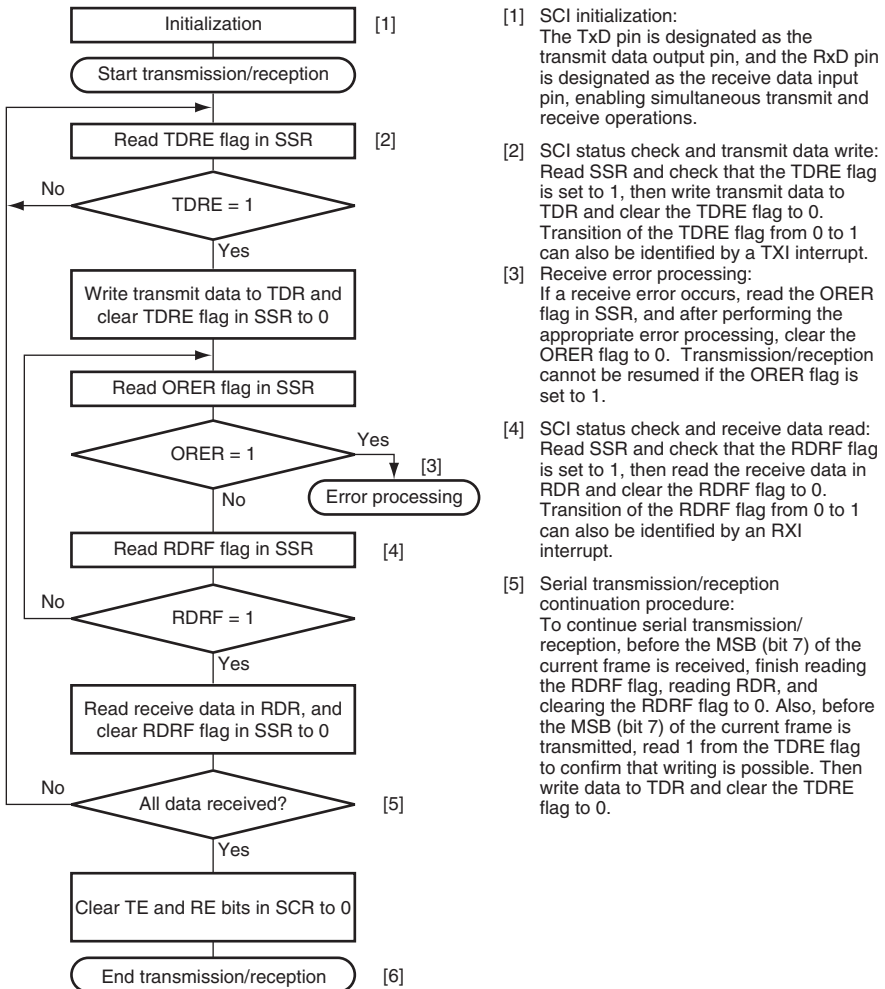 Initialization [1]
Start transmission/reception
Read TDRE flag in SSR [2]
No
TDRE = 1
Yes
Write transmit data to TDR and
clear TDRE flag in SSR to 0
Read ORER flag in SSR
ORER = 1
Yes
[3]
No
Error processing
Read RDRF flag in SSR [4]
No
RDRF = 1
Yes
Read receive data in RDR, and
clear RDRF flag in SSR to 0
No
All data received? [5]
Yes
Clear TE and RE bits in SCR to 0
End transmission/reception [6]
[1] SCI initialization:
The TxD pin is designated as the
transmit data output pin, and the RxD pin
is designated as the receive data input
pin, enabling simultaneous transmit and
receive operations.
[2] SCI status check and transmit data write:
Read SSR and check that the TDRE flag
is set to 1, then write transmit data to
TDR and clear the TDRE flag to 0.
Transition of the TDRE flag from 0 to 1
can also be identified by a TXI interrupt.
[3] Receive error processing:
If a receive error occurs, read the ORER
flag in SSR, and after performing the
appropriate error processing, clear the
ORER flag to 0. Transmission/reception
cannot be resumed if the ORER flag is
set to 1.
[4] SCI status check and receive data read:
Read SSR and check that the RDRF flag
is set to 1, then read the receive data in
RDR and clear the RDRF flag to 0.
Transition of the RDRF flag from 0 to 1
can also be identified by an RXI
interrupt.
[5] Serial transmission/reception
continuation procedure:
To continue serial transmission/
reception, before the MSB (bit 7) of the
current frame is received, finish reading
the RDRF flag, reading RDR, and
clearing the RDRF flag to 0. Also, before
the MSB (bit 7) of the current frame is
transmitted, read 1 from the TDRE flag
to confirm that writing is possible. Then
write data to TDR and clear the TDRE
flag to 0.